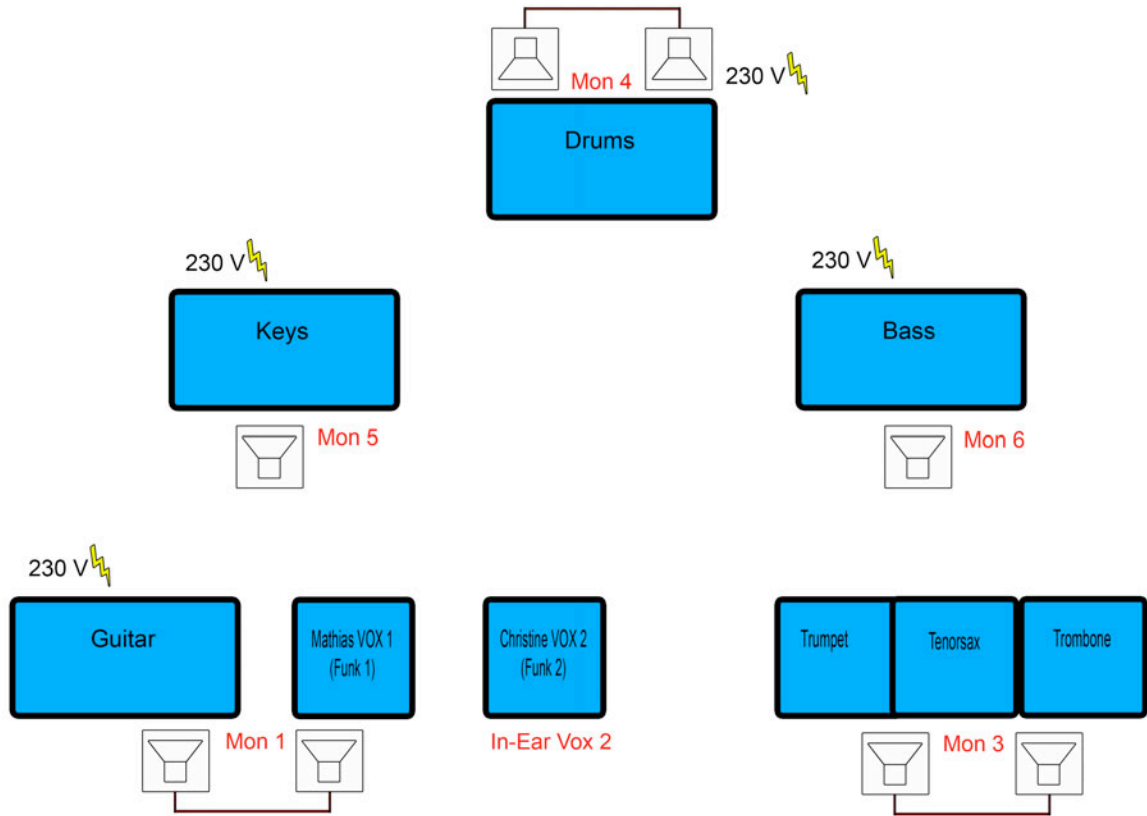 Mon 4
230 V
Drums
230 V
230 V
Keys
Bass
Mon 5
Mon 6
230 V
Guitar
Mathias VOX 1
(Funk 1)
Christine VOX 2
(Funk 2)
Trumpet
Tenorsax
Trombone
Mon 1
In-Ear Vox 2
Mon 3